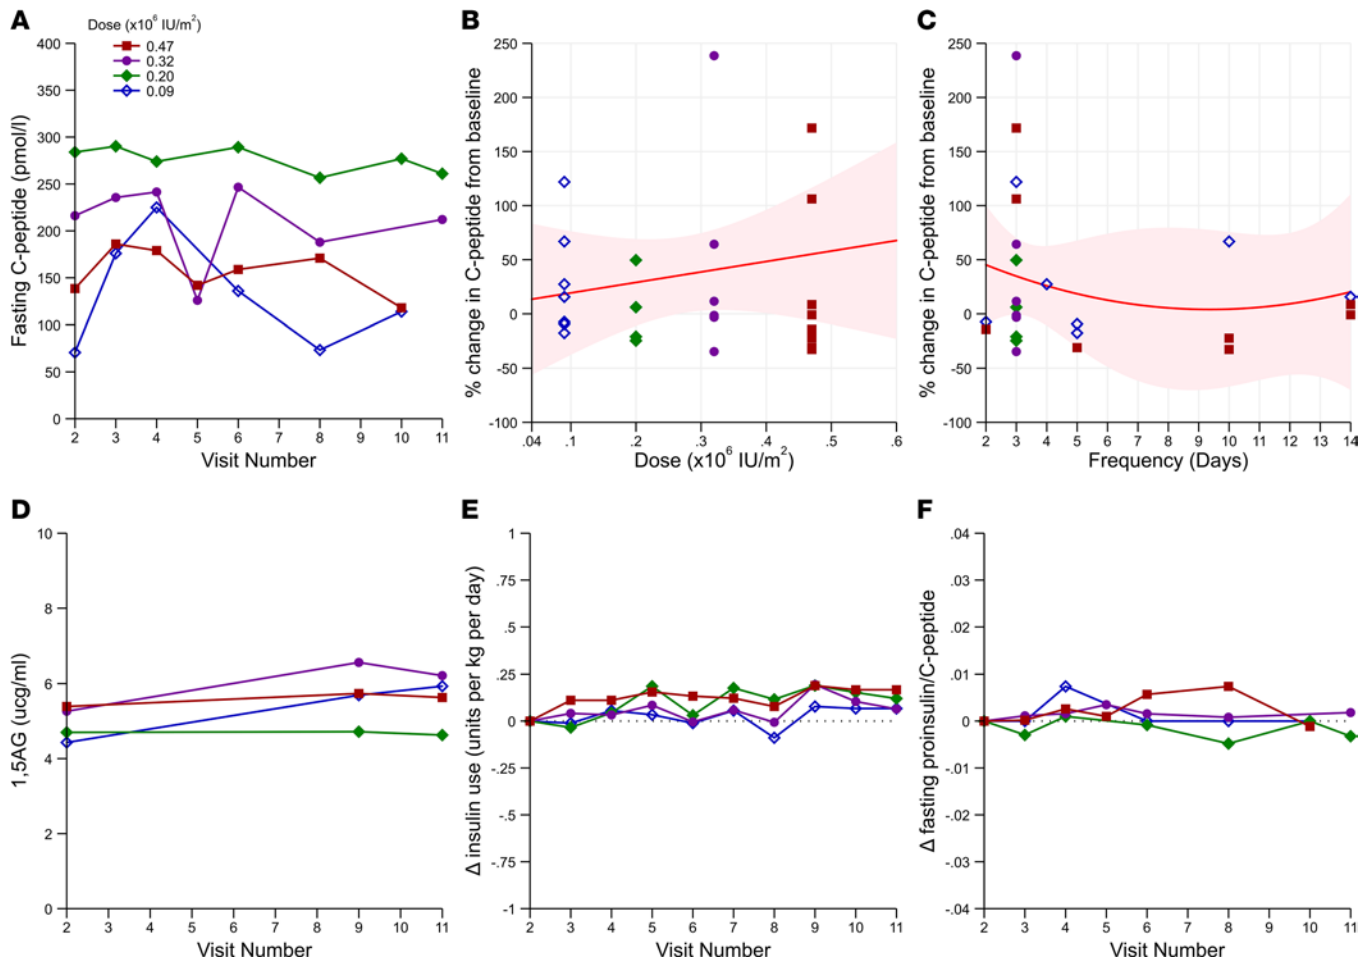 A
Dose (x10⁶ IU/m²)
0.47
0.32
0.20
0.09
Fasting C-peptide (pmol/l)
400
350
300
250
200
150
100
50
0
2 3 4 5 6 7 8 9 10 11
Visit Number
B
% change in C-peptide from baseline
250
200
150
100
50
0
-50
-100
.04 .1 .2 .3 .4 .5 .6
Dose (x10⁶ IU/m²)
C
% change in C-peptide from baseline
250
200
150
100
50
0
-50
-100
2 3 4 5 6 7 8 9 10 11 12 13 14
Frequency (Days)
D
1,5AG (ucg/ml)
10
8
6
4
2
0
2 3 4 5 6 7 8 9 10 11
Visit Number
E
Δ insulin use (units per kg per day)
1
.75
.5
.25
0
-.25
-.5
-.75
-1
2 3 4 5 6 7 8 9 10 11
Visit Number
F
Δ fasting proinsulin/C-peptide
.04
.03
.02
.01
0
-.01
-.02
-.03
-.04
2 3 4 5 6 7 8 9 10 11
Visit Number